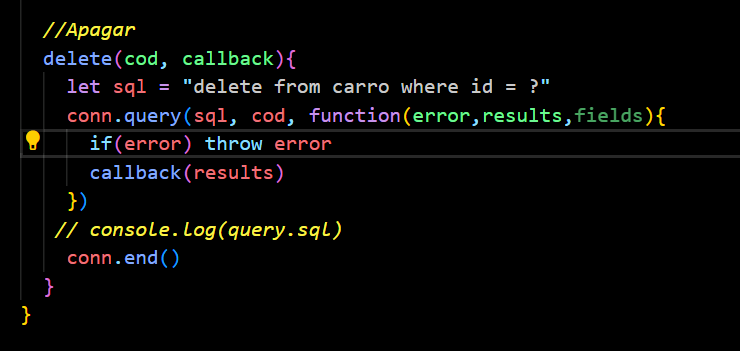 //Apagar
delete(cod, callback){
let sql = "delete from carro where id = ?"
conn.query(sql, cod, function(error,results,fields){
if(error) throw error
callback(results)
})
// console.log(query.sql)
conn.end()
}
}